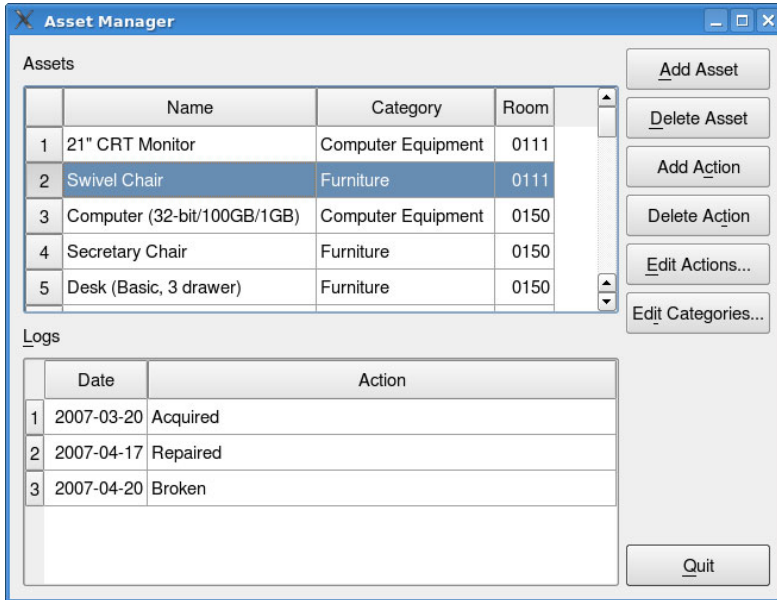 Asset Manager
Assets
Name Category Room
1 21" CRT Monitor Computer Equipment 0111
2 Swivel Chair Furniture 0111
3 Computer (32-bit/100GB/1GB) Computer Equipment 0150
4 Secretary Chair Furniture 0150
5 Desk (Basic, 3 drawer) Furniture 0150
Logs
Date Action
1 2007-03-20 Acquired
2 2007-04-17 Repaired
3 2007-04-20 Broken
Add Asset
Delete Asset
Add Action
Delete Action
Edit Actions...
Edit Categories...
Quit